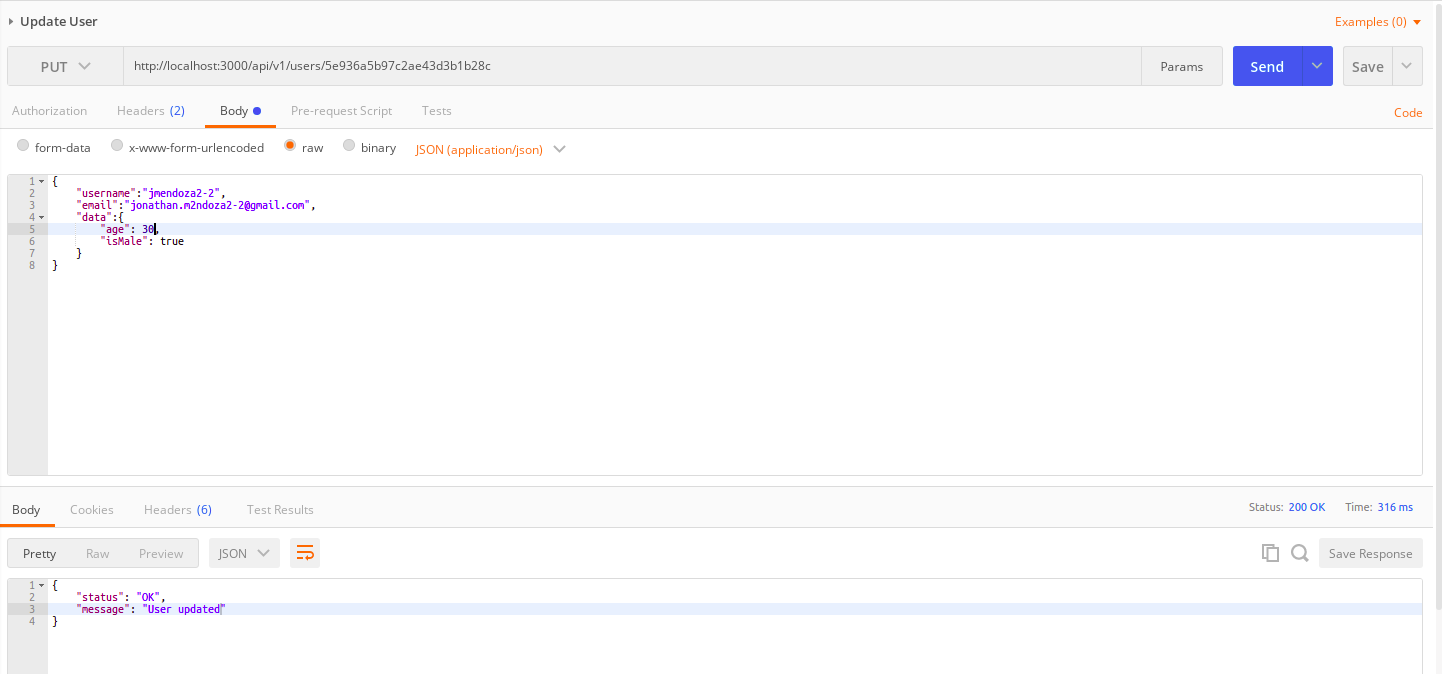 Update User
Examples (0)
PUT
http://localhost:3000/api/v1/users/5e936a5b97c2ae43d3b1b28c
Params
Send
Save
Authorization
Headers (2)
Body
Pre-request Script
Tests
Code
form-data
x-www-form-urlencoded
raw
binary
JSON (application/json)
1 {
2 "username":"jmendoza2-2",
3 "email":"jonathan.m2ndoza2-2@gmail.com",
4 "data":{
5 "age": 30,
6 "isMale": true
7 }
8 }
Body
Cookies
Headers (6)
Test Results
Status: 200 OK
Time: 316 ms
Pretty
Raw
Preview
JSON
Save Response
1 {
2 "status": "OK",
3 "message": "User updated"
4 }